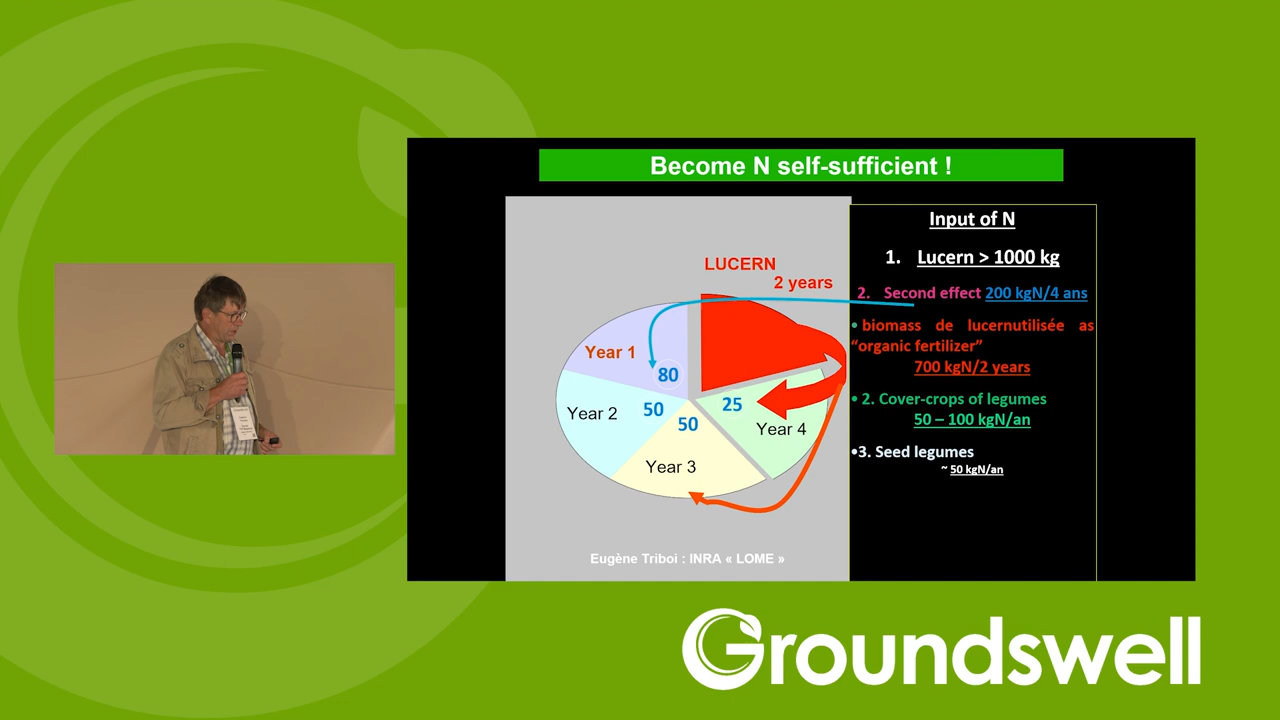 Become N self-sufficient !
LUCERN
2 years
Year 1
80
Year 2
50
50
25
Year 4
Year 3
Eugène Triboi : INRA « LOME »
Input of N
1. Lucern > 1000 kg
2. Second effect 200 kgN/4 ans
• biomass de lucernutilisée as
“organic fertilizer”
700 kgN/2 years
• 2. Cover-crops of legumes
50 – 100 kgN/an
•3. Seed legumes
~ 50 kgN/an
Groundswell